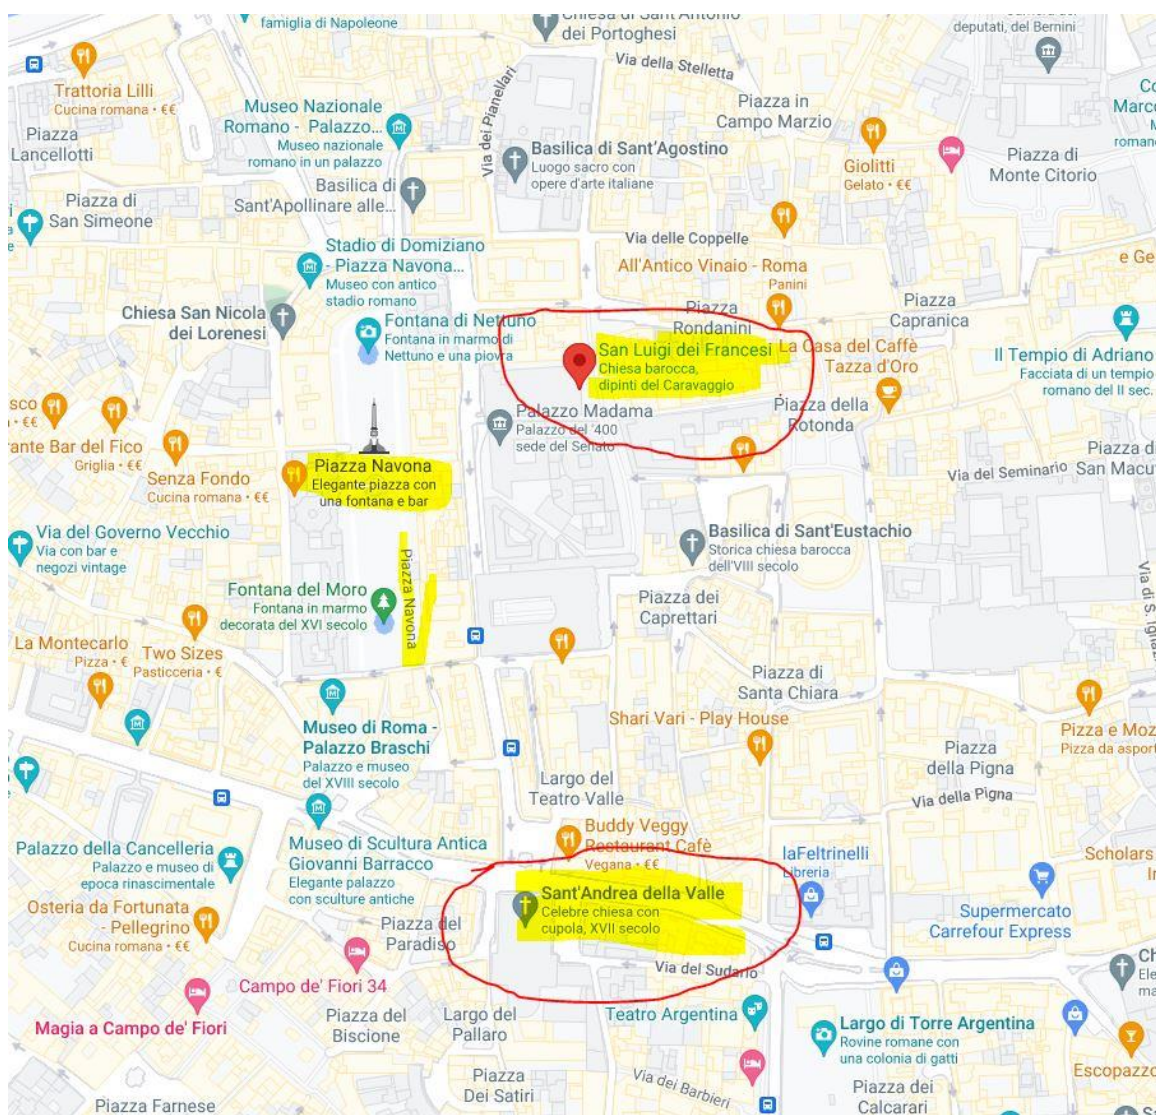 famiglia di Napoleone
Chiesa di Sant'Antonio
dei Portoghesi
deputati, del Bernini
Via della Stelletta
Trattoria Lilli
Cucina romana • €€
Piazza
Lancellotti
Museo Nazionale
Romano - Palazzo...
Museo nazionale
romano in un palazzo
Via dei Pianellari
Piazza in
Campo Marzio
Basilica di Sant'Agostino
Luogo sacro con
opere d'arte italiane
Giolitti
Gelato • €€
Piazza di
Monte Citorio
Basilica di
Sant'Apollinare alle...
Piazza di
San Simeone
Via delle Coppelle
Stadio di Domiziano
- Piazza Navona...
Museo con antico
stadio romano
All'Antico Vinaio - Roma
Panini
Chiesa San Nicola
dei Lorenesi
Fontana di Nettuno
Fontana in marmo di
Nettuno e una piovra
Piazza
Rondanini
Piazza
Capranica
San Luigi dei Francesi
Chiesa barocca,
dipinti del Caravaggio
La Casa del Caffè
Tazza d'Oro
Il Tempio di Adriano
Facciata di un tempio
romano del II sec.
Palazzo Madama
Palazzo del '400
sede del Senato
Piazza della
Rotonda
Bar del Fico
Griglia • €€
Senza Fondo
Cucina romana • €€
Piazza Navona
Elegante piazza con
una fontana e bar
Via del Seminario
Via del Governo Vecchio
Via con bar e
negozi vintage
Basilica di Sant'Eustachio
Storica chiesa barocca
dell'VIII secolo
Piazza Navona
Fontana del Moro
Fontana in marmo
decorata del XVI secolo
Piazza dei
Caprettari
La Montecarlo
Pizza • €
Two Sizes
Pasticceria • €
Piazza di
Santa Chiara
Museo di Roma -
Palazzo Braschi
Palazzo e museo
del XVIII secolo
Shari Vari - Play House
Piazza
della Pigna
Pizza e Moz
Pizza da asport
Largo del
Teatro Valle
Via della Pigna
Museo di Scultura Antica
Giovanni Barracco
Elegante palazzo
con sculture antiche
Buddy Veggy
Restaurant Cafè
Vegana • €€
Palazzo della Cancelleria
Palazzo e museo di
epoca rinascimentale
laFeltrinelli
Libreria
Scholars
Sant'Andrea della Valle
Celebre chiesa con
cupola, XVII secolo
Osteria da Fortunata
- Pellegrino
Cucina romana • €€
Piazza del
Paradiso
Supermercato
Carrefour Express
Via del Sudario
Campo de' Fiori 34
Magia a Campo de' Fiori
Piazza del
Biscione
Largo del
Pallaro
Teatro Argentina
Largo di Torre Argentina
Rovine romane con
una colonia di gatti
Escopazzo
Piazza
Dei Satiri
Via dei Barbieri
Piazza dei
Calcarari
Piazza Farnese